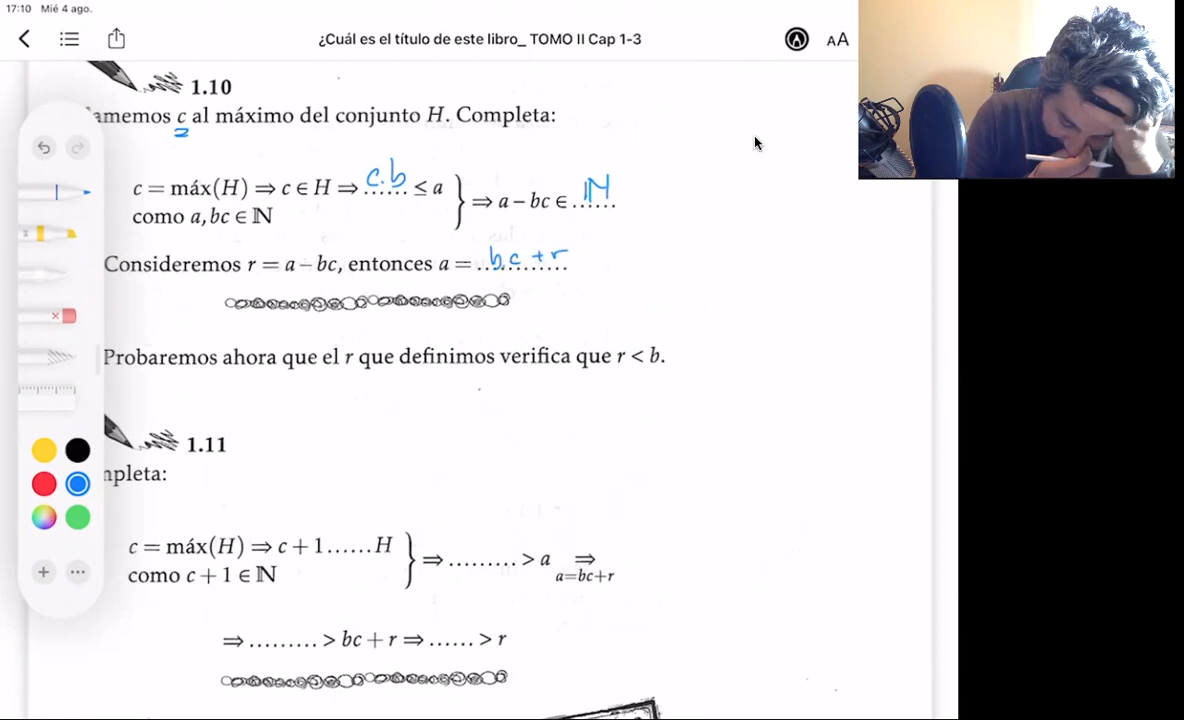 17:10 Mié 4 ago.
¿Cuál es el título de este libro_ TOMO II Cap 1-3
AA
1.10
amemos c al máximo del conjunto H. Completa:
c = máx(H) ⇒ c ∈ H ⇒ c.b ≤ a
como a, bc ∈ ℕ
⇒ a − bc ∈ ℕ
Consideremos r = a − bc, entonces a = bc + r
Probaremos ahora que el r que definimos verifica que r < b.
1.11
mpleta:
c = máx(H) ⇒ c + 1 ...... H
como c + 1 ∈ ℕ
⇒ ......... > a ⇒
a=bc+r
⇒ ......... > bc + r ⇒ ...... > r